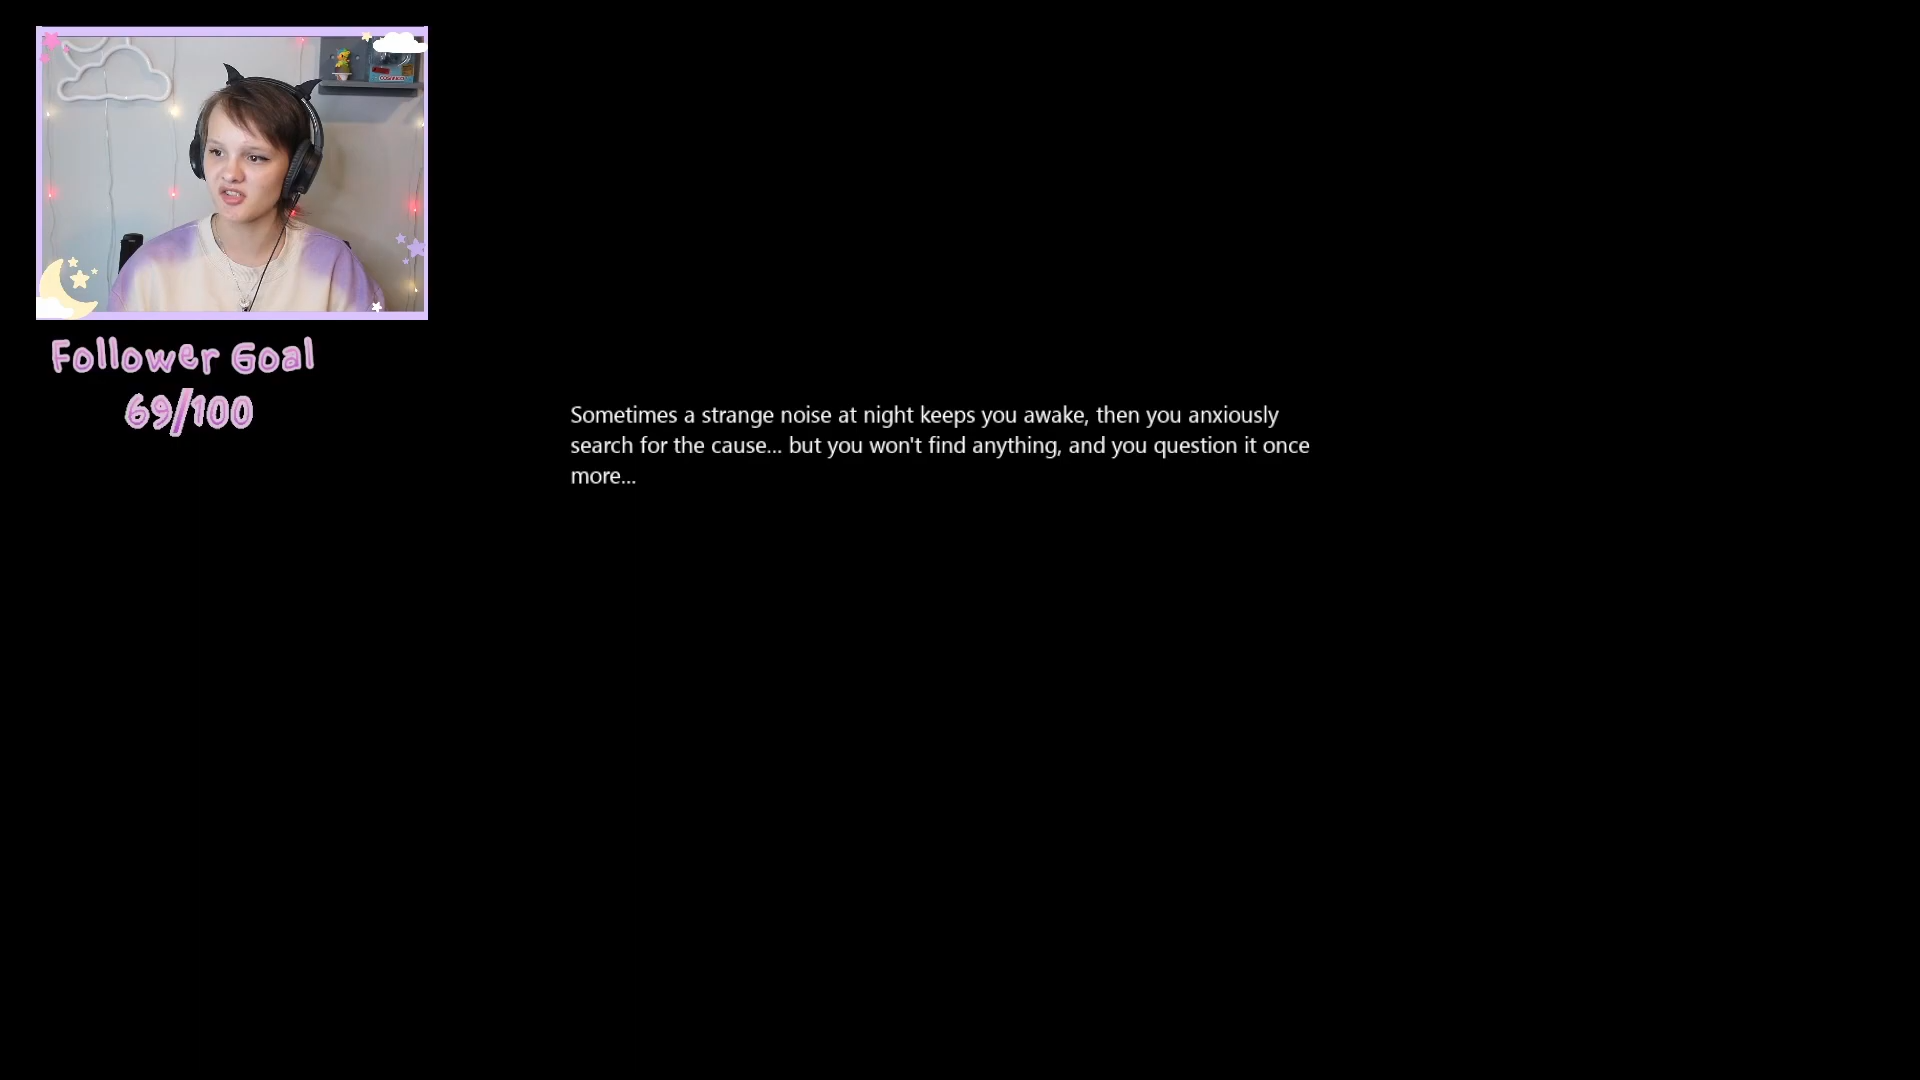 Follower Goal
69/100
Sometimes a strange noise at night keeps you awake, then you anxiously
search for the cause... but you won't find anything, and you question it once
more...